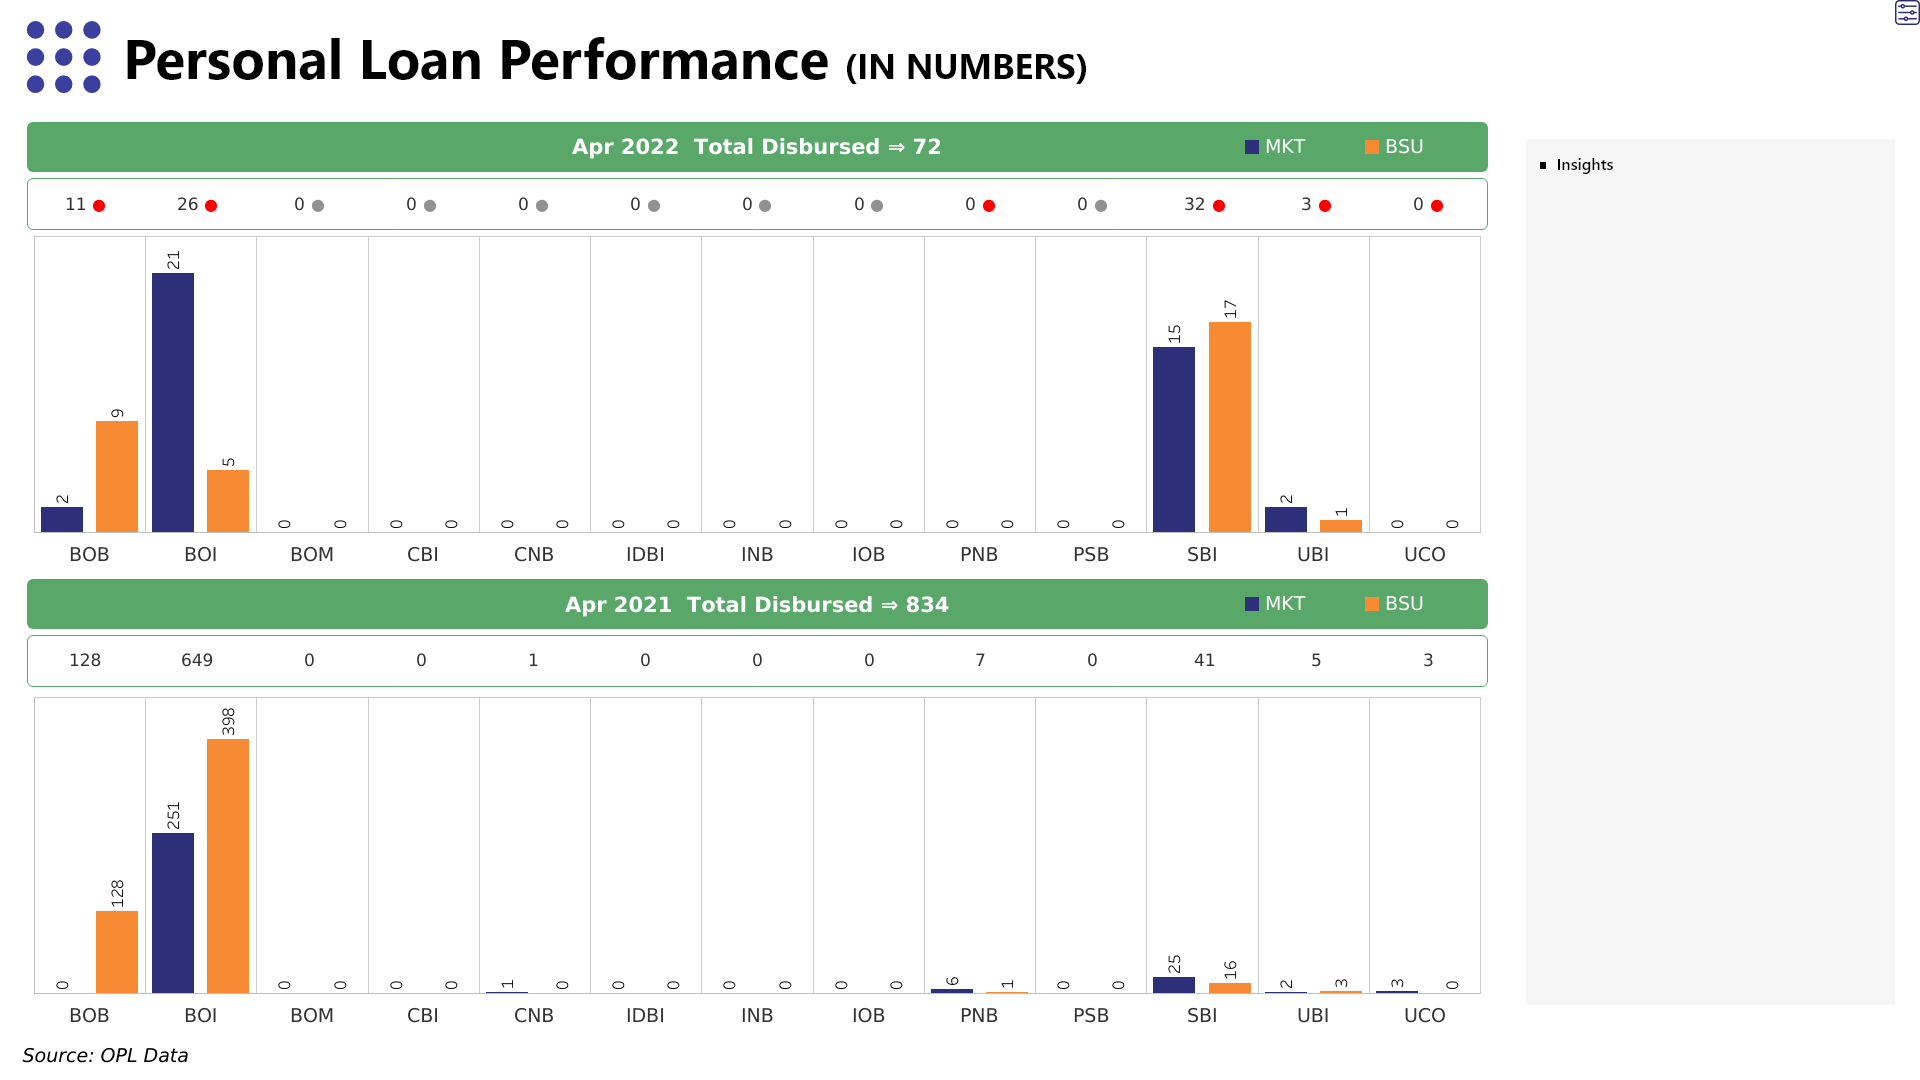 Personal Loan Performance (IN NUMBERS)
Apr 2022 Total Disbursed ⇒ 72
MKT BSU
11 26 0 0 0 0 0 0 0 0 32 3 0
2 9 21 5 0 0 0 0 0 0 0 0 0 0 0 0 0 0 0 0 15 17 2 1 0 0
BOB BOI BOM CBI CNB IDBI INB IOB PNB PSB SBI UBI UCO
Apr 2021 Total Disbursed ⇒ 834
MKT BSU
128 649 0 0 1 0 0 0 7 0 41 5 3
0 128 251 398 0 0 0 0 1 0 0 0 0 0 0 0 6 1 0 0 25 16 2 3 3 0
BOB BOI BOM CBI CNB IDBI INB IOB PNB PSB SBI UBI UCO
Source: OPL Data
Insights